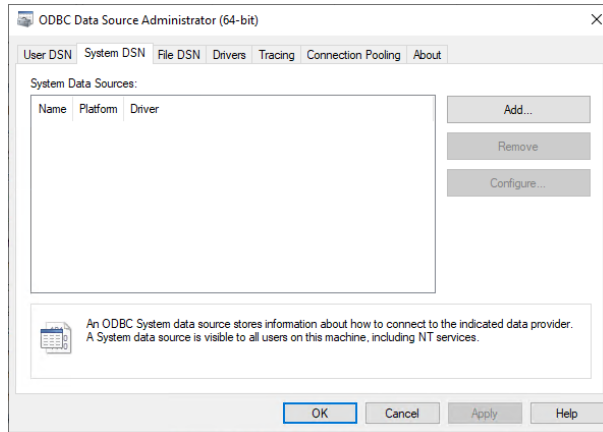 ODBC Data Source Administrator (64-bit)
User DSN System DSN File DSN Drivers Tracing Connection Pooling About
System Data Sources:
Name Platform Driver
Add...
Remove
Configure...
An ODBC System data source stores information about how to connect to the indicated data provider.
A System data source is visible to all users on this machine, including NT services.
OK Cancel Apply Help